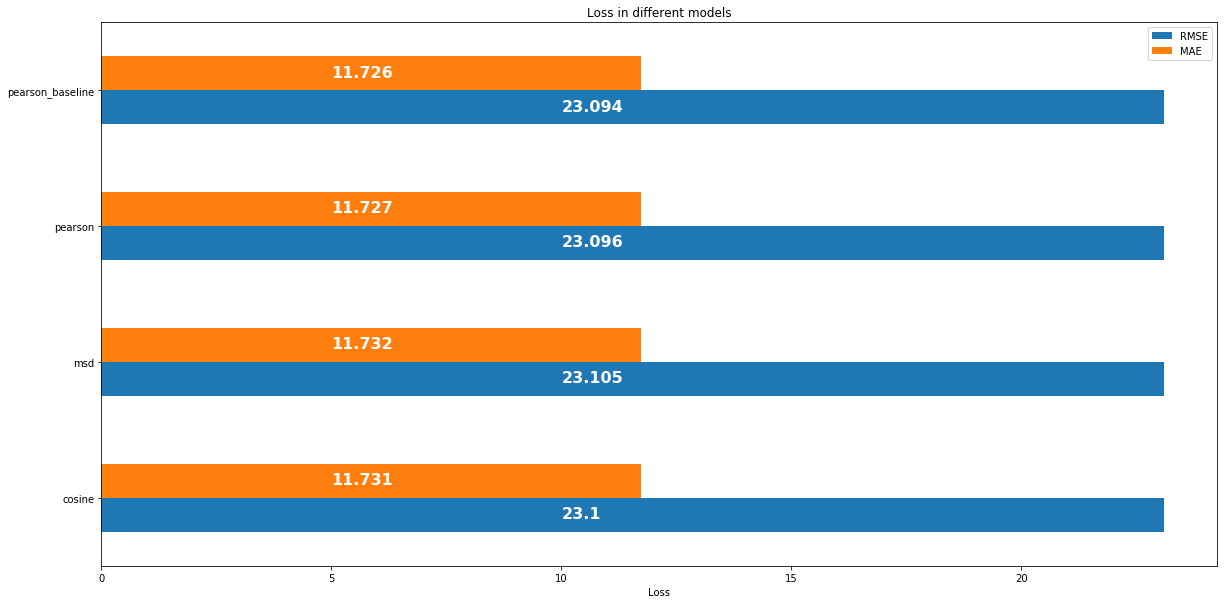 Loss in different models
RMSE
MAE
pearson_baseline
11.726
23.094
pearson
11.727
23.096
msd
11.732
23.105
cosine
11.731
23.1
0 5 10 15 20
Loss